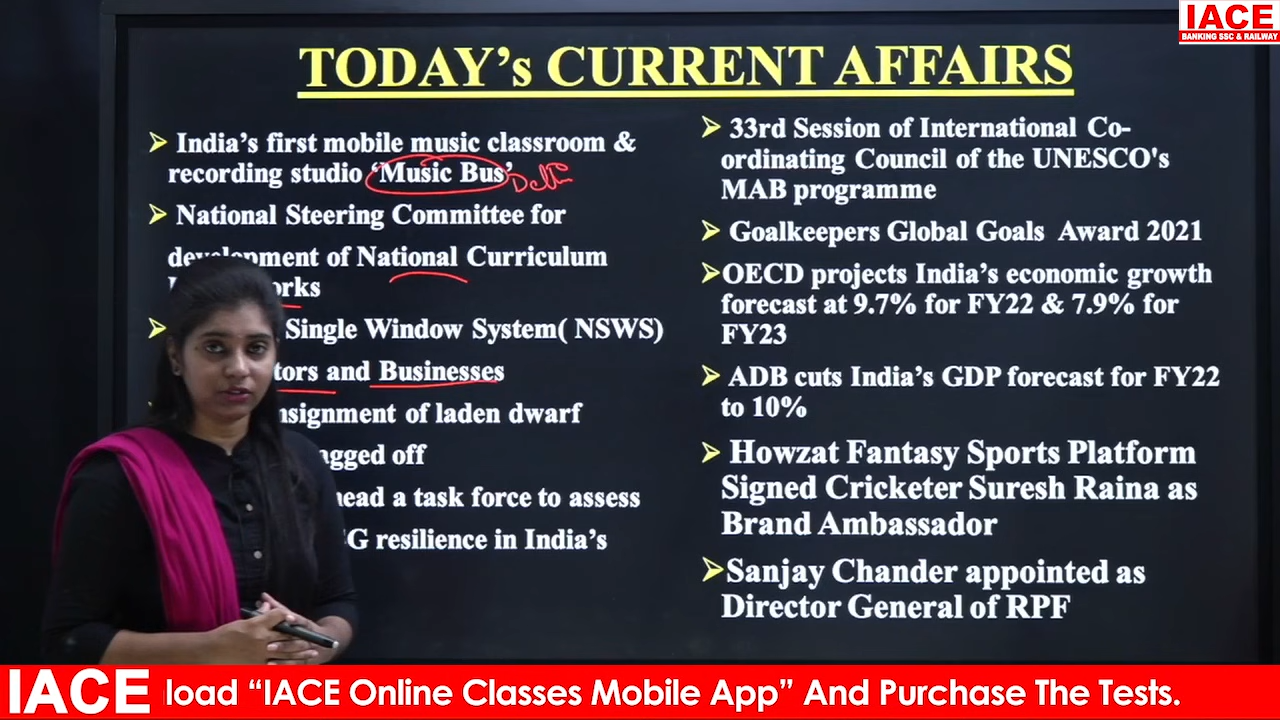 IACE
BANKING SSC & RAILWAY
TODAY's CURRENT AFFAIRS
➢ India's first mobile music classroom &
recording studio 'Music Bus' Delhi
➢ National Steering Committee for
development of National Curriculum
orks
➢ Single Window System( NSWS)
tors and Businesses
nsignment of laden dwarf
agged off
head a task force to assess
G resilience in India's
➢ 33rd Session of International Co-
ordinating Council of the UNESCO's
MAB programme
➢ Goalkeepers Global Goals Award 2021
➢OECD projects India's economic growth
forecast at 9.7% for FY22 & 7.9% for
FY23
➢ ADB cuts India's GDP forecast for FY22
to 10%
➢ Howzat Fantasy Sports Platform
Signed Cricketer Suresh Raina as
Brand Ambassador
➢Sanjay Chander appointed as
Director General of RPF
IACE load “IACE Online Classes Mobile App” And Purchase The Tests.